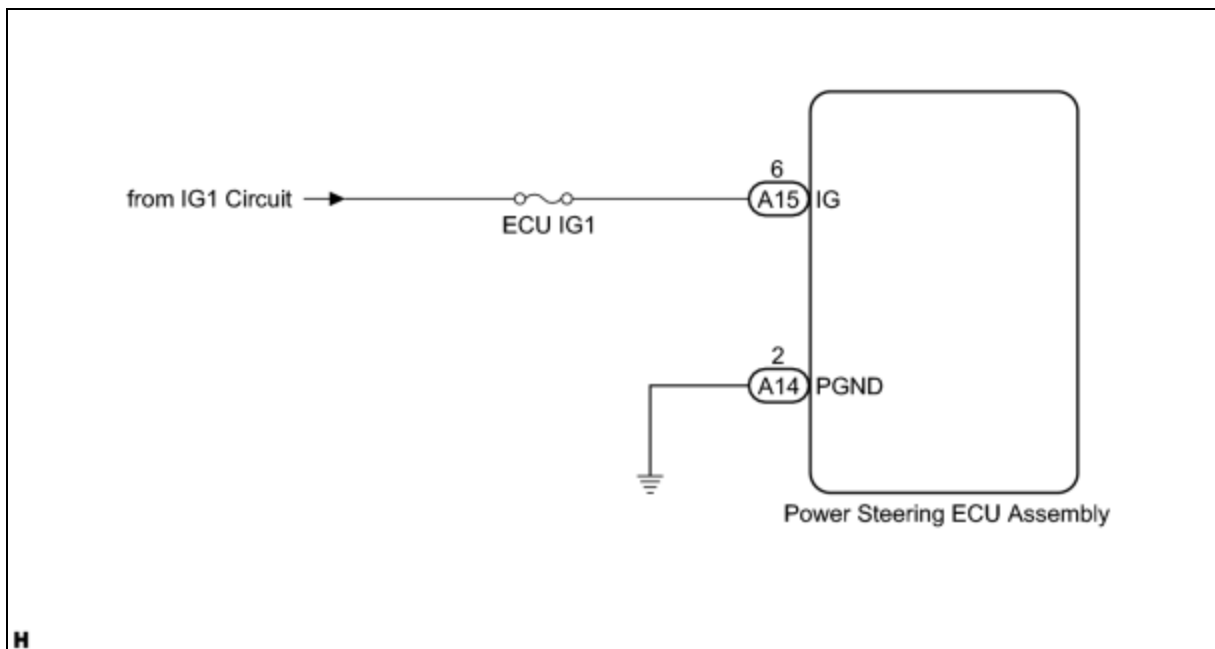 6
from IG1 Circuit
A15
IG
ECU IG1
2
A14
PGND
Power Steering ECU Assembly
H